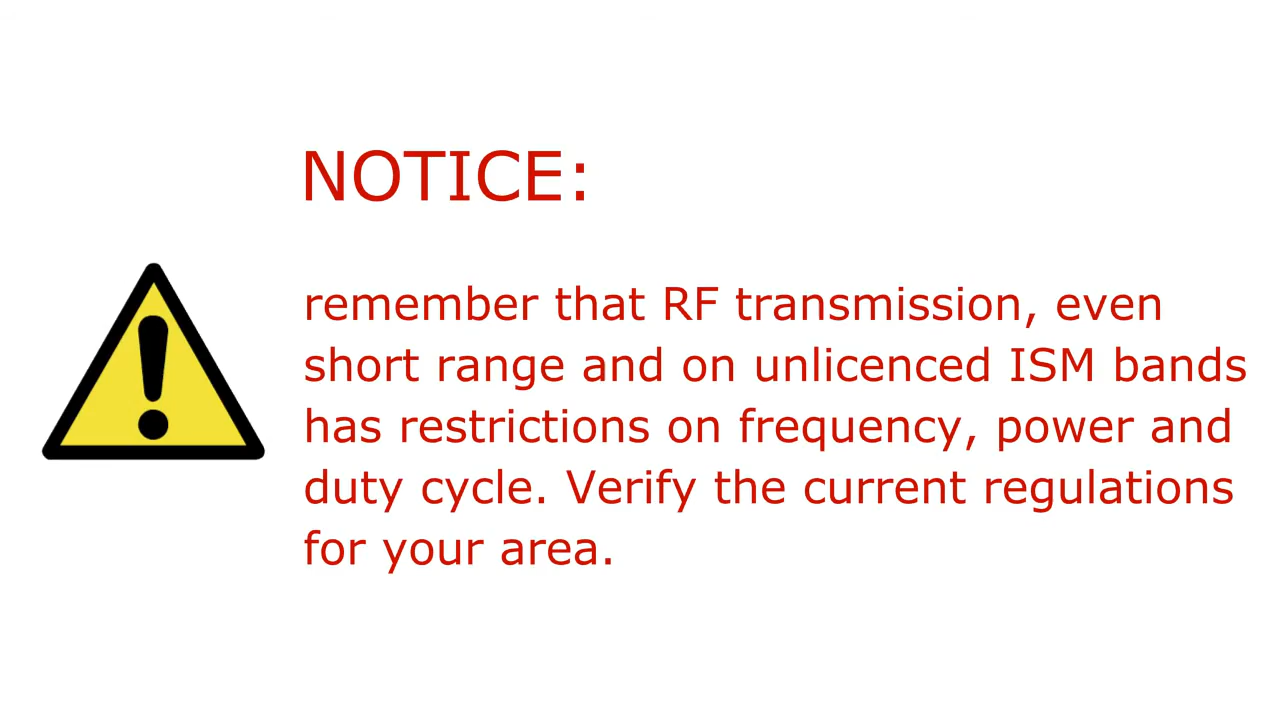 NOTICE:
remember that RF transmission, even
short range and on unlicenced ISM bands
has restrictions on frequency, power and
duty cycle. Verify the current regulations
for your area.